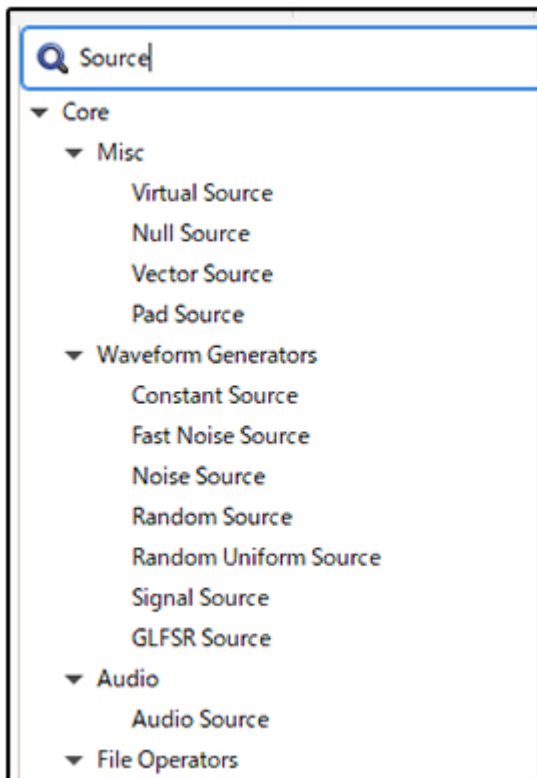 Source
Core
Misc
Virtual Source
Null Source
Vector Source
Pad Source
Waveform Generators
Constant Source
Fast Noise Source
Noise Source
Random Source
Random Uniform Source
Signal Source
GLFSR Source
Audio
Audio Source
File Operators